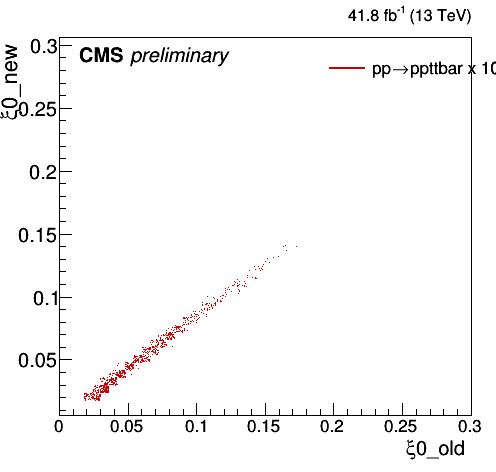 41.8 fb⁻¹ (13 TeV)
CMS preliminary
pp→ppttbar x 10
ξ0_new
0.3
0.25
0.2
0.15
0.1
0.05
0 0.05 0.1 0.15 0.2 0.25 0.3
ξ0_old